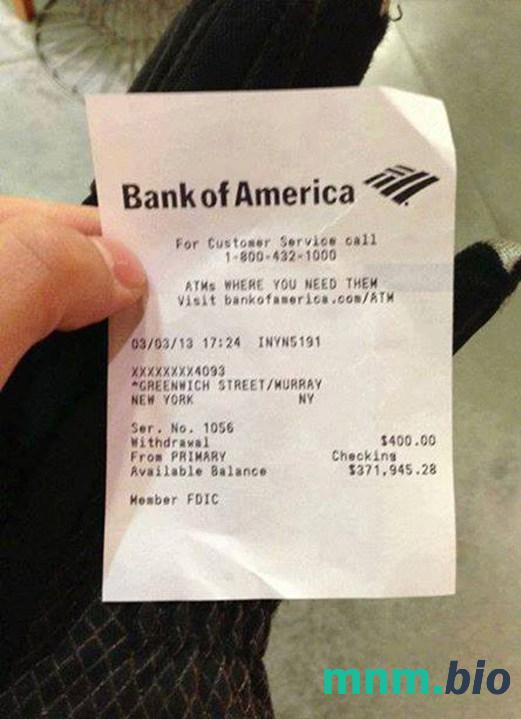 Bank of America
For Customer Service call
1-800-432-1000
ATMs WHERE YOU NEED THEM
Visit bankofamerica.com/ATM
03/03/13 17:24 INYN5191
XXXXXXXX4093
*GREENWICH STREET/MURRAY
NEW YORK NY
Ser. No. 1056
Withdrawal $400.00
From PRIMARY Checking
Available Balance $371,945.28
Member FDIC
mnm.bio